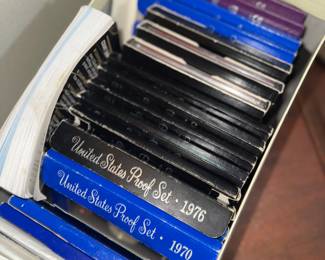 United States Proof Set • 1976
United States Proof Set • 1970